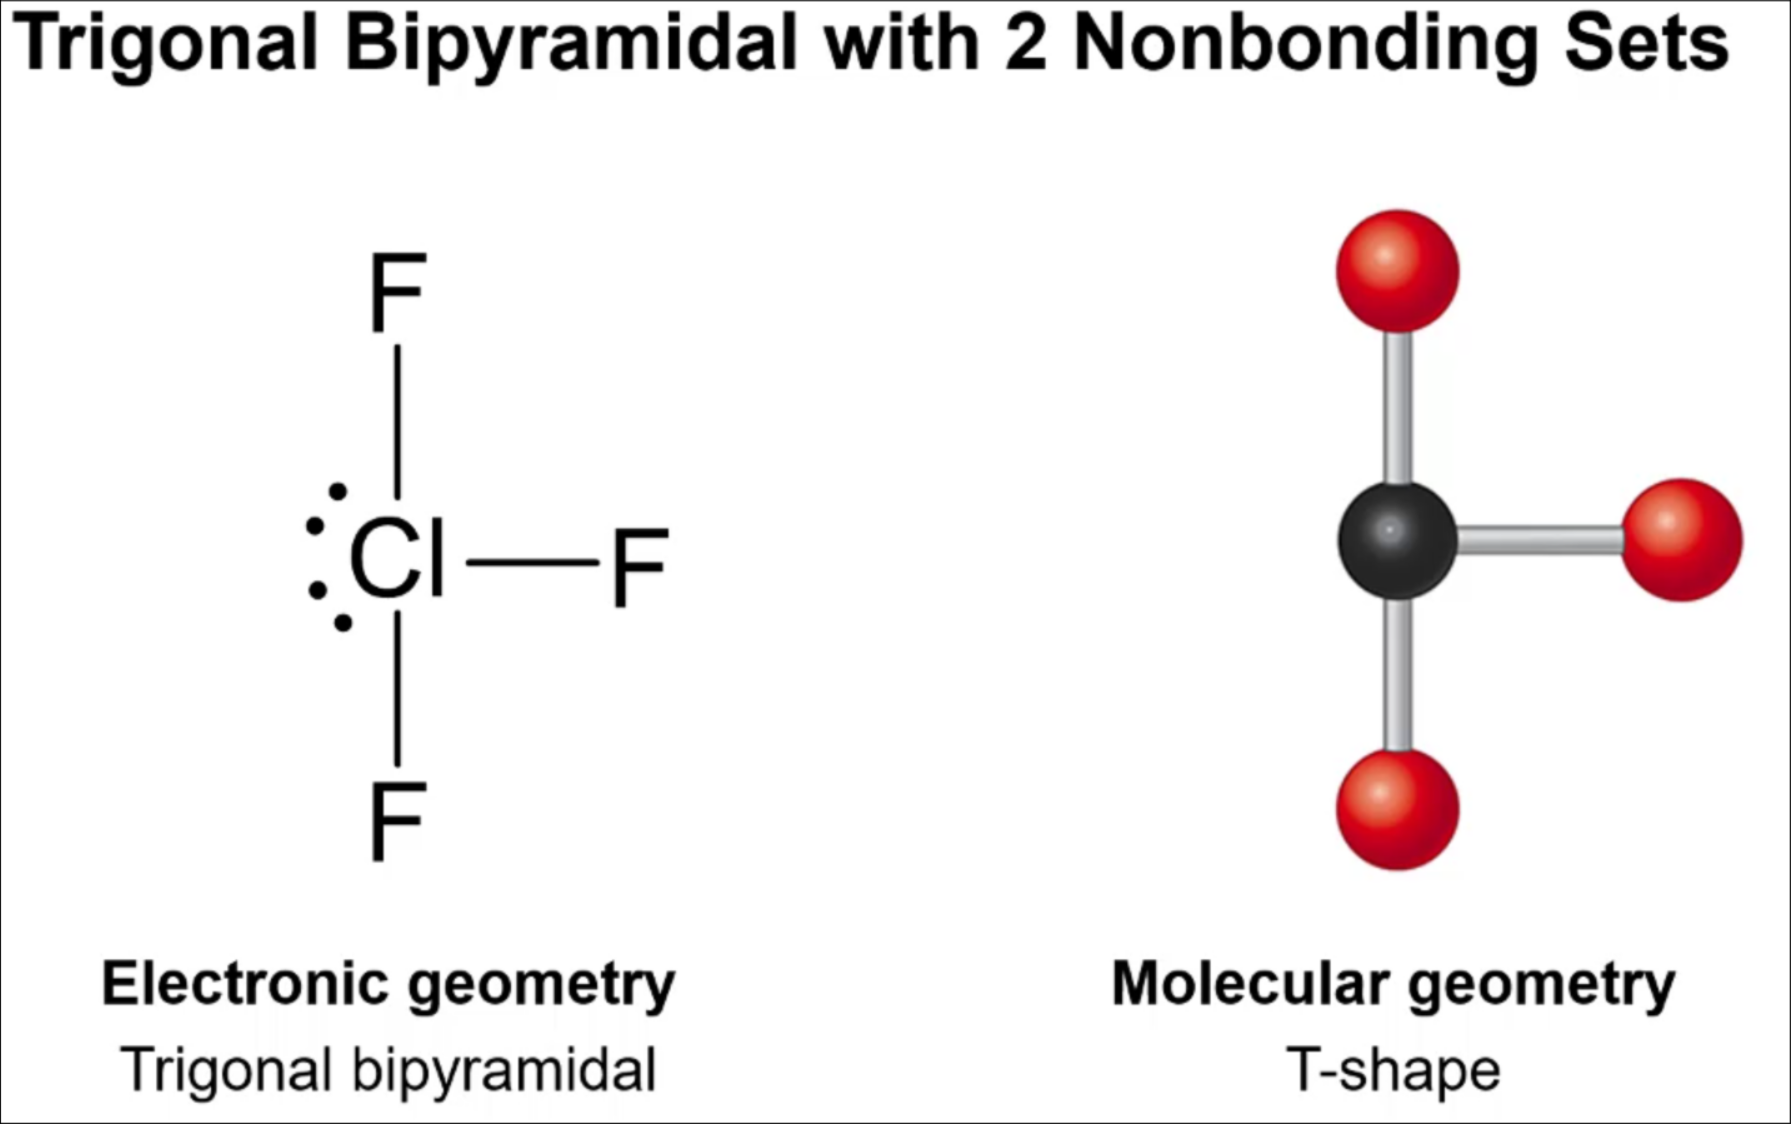 Trigonal Bipyramidal with 2 Nonbonding Sets
F
Cl F
F
Electronic geometry
Trigonal bipyramidal
Molecular geometry
T-shape